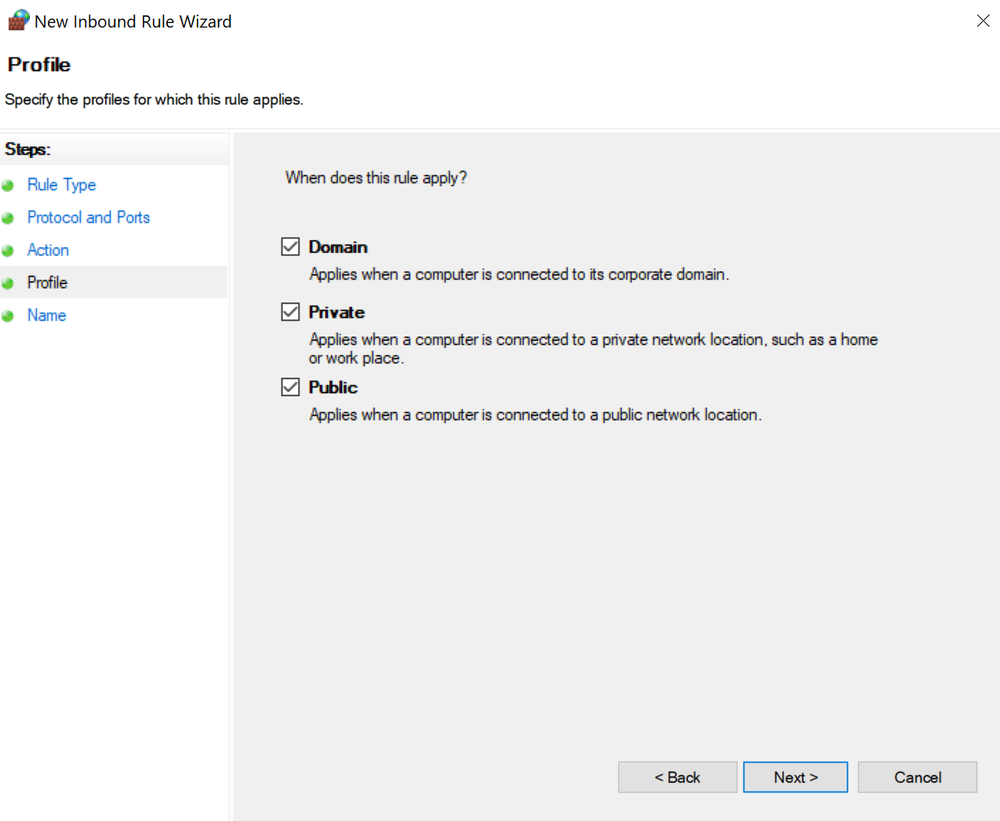 New Inbound Rule Wizard
Profile
Specify the profiles for which this rule applies.
Steps:
Rule Type
Protocol and Ports
Action
Profile
Name
When does this rule apply?
Domain
Applies when a computer is connected to its corporate domain.
Private
Applies when a computer is connected to a private network location, such as a home
or work place.
Public
Applies when a computer is connected to a public network location.
< Back
Next >
Cancel